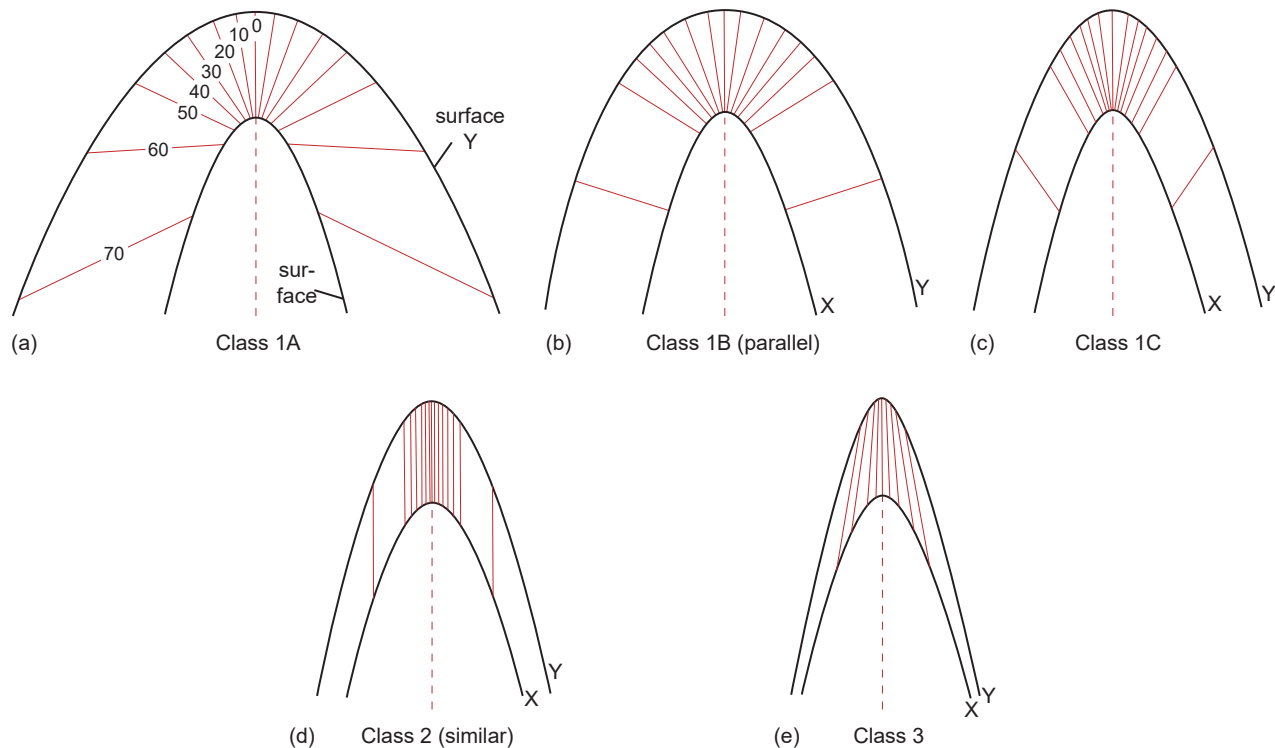 0
10
20
30
40
50
60
70
surface
Y
sur-
face
(a)
Class 1A
X
Y
(b)
Class 1B (parallel)
X
Y
(c)
Class 1C
X
Y
(d)
Class 2 (similar)
X
Y
(e)
Class 3